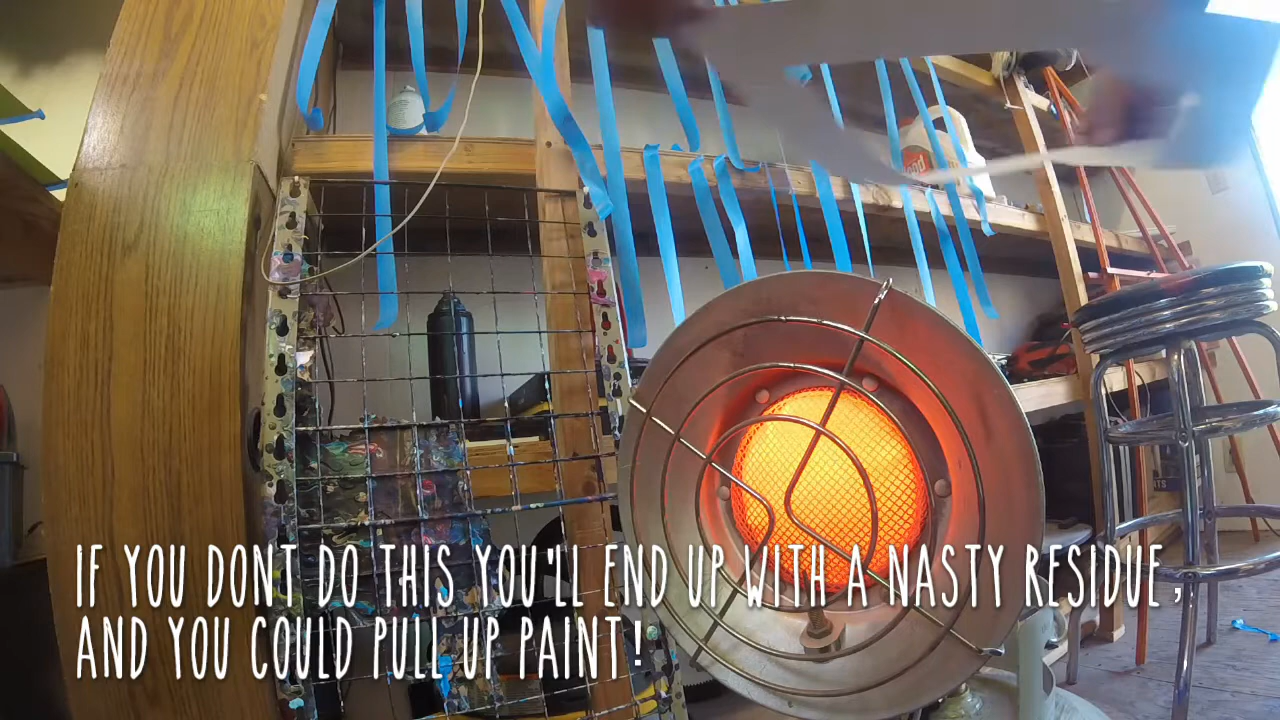 IF YOU DONT DO THIS YOU'LL END UP WITH A NASTY RESIDUE,
AND YOU COULD PULL UP PAINT!